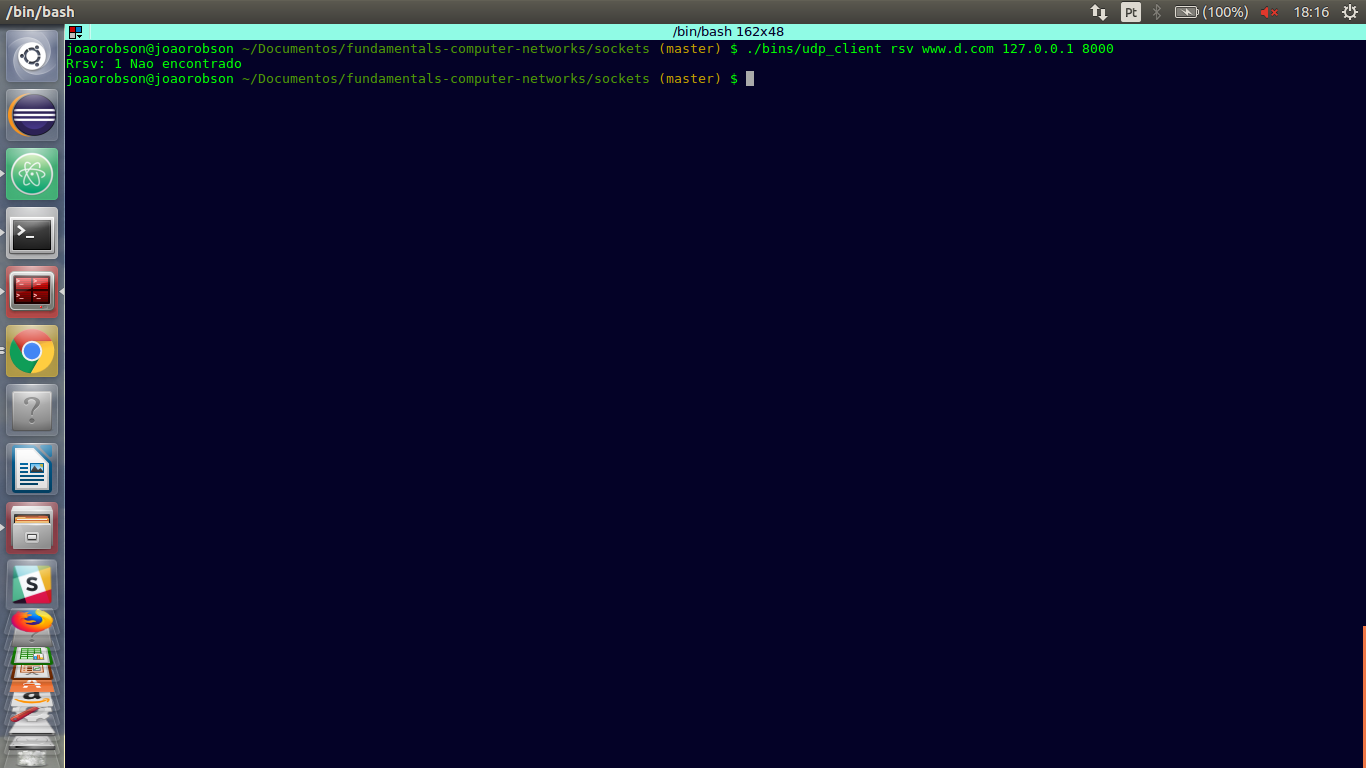 /bin/bash
Pt
(100%)
18:16
/bin/bash 162x48
joaorobson@joaorobson ~/Documentos/fundamentals-computer-networks/sockets (master) $ ./bins/udp_client rsv www.d.com 127.0.0.1 8000
Rrsv: 1 Nao encontrado
joaorobson@joaorobson ~/Documentos/fundamentals-computer-networks/sockets (master) $
>_
?
S
a